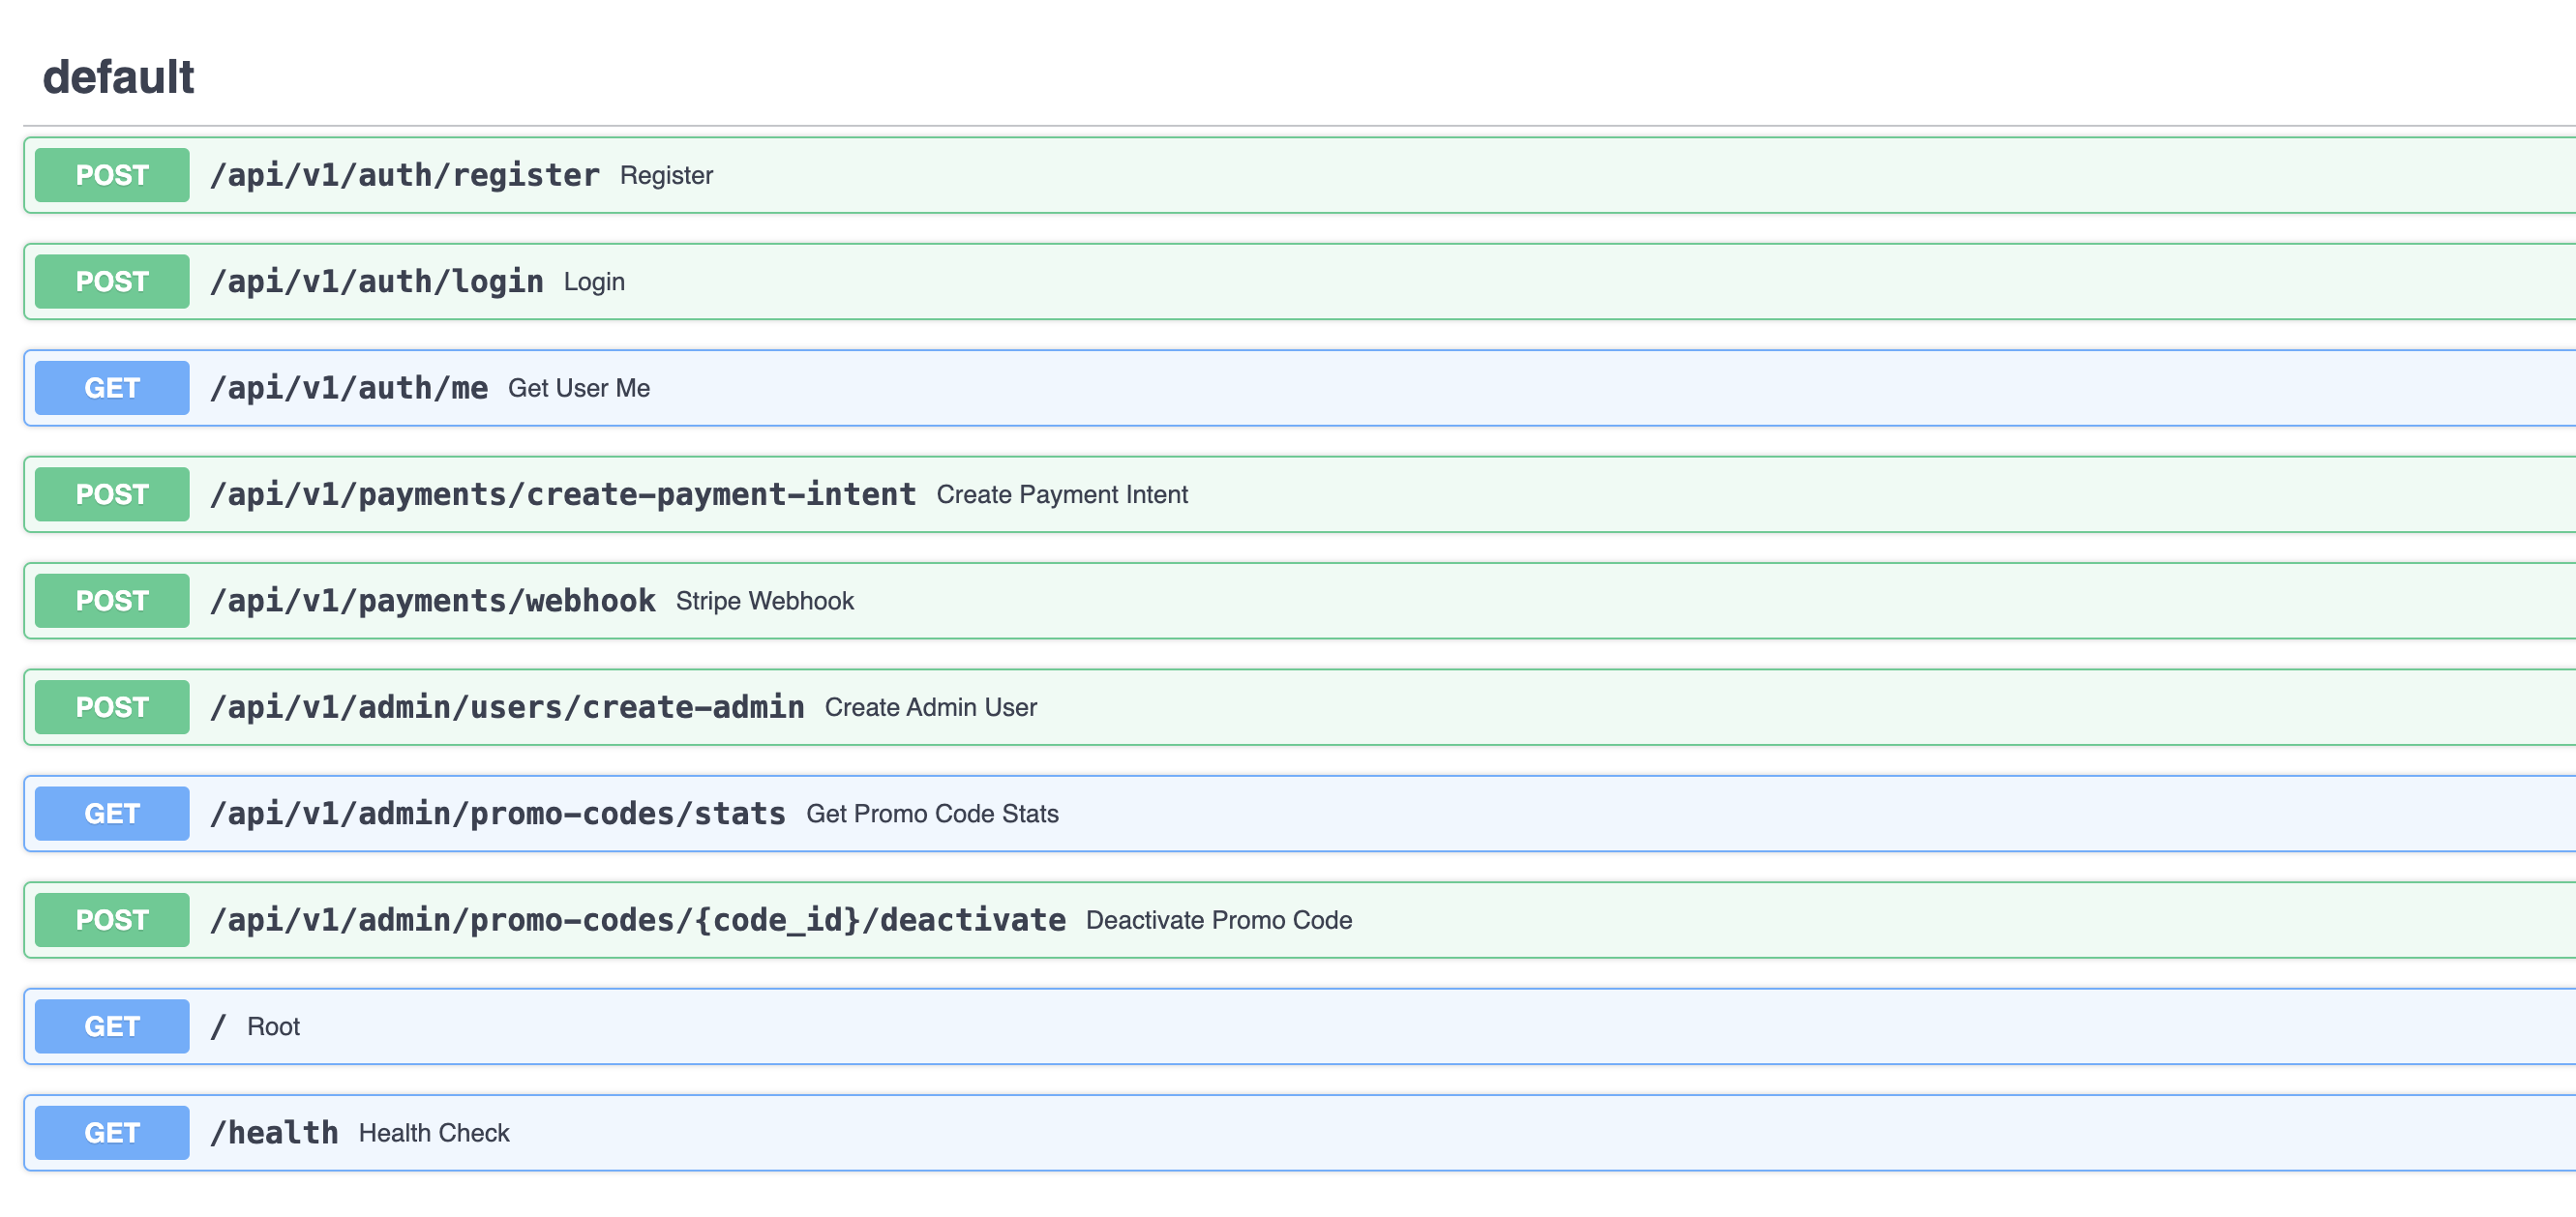 default
POST /api/v1/auth/register Register
POST /api/v1/auth/login Login
GET /api/v1/auth/me Get User Me
POST /api/v1/payments/create-payment-intent Create Payment Intent
POST /api/v1/payments/webhook Stripe Webhook
POST /api/v1/admin/users/create-admin Create Admin User
GET /api/v1/admin/promo-codes/stats Get Promo Code Stats
POST /api/v1/admin/promo-codes/{code_id}/deactivate Deactivate Promo Code
GET / Root
GET /health Health Check